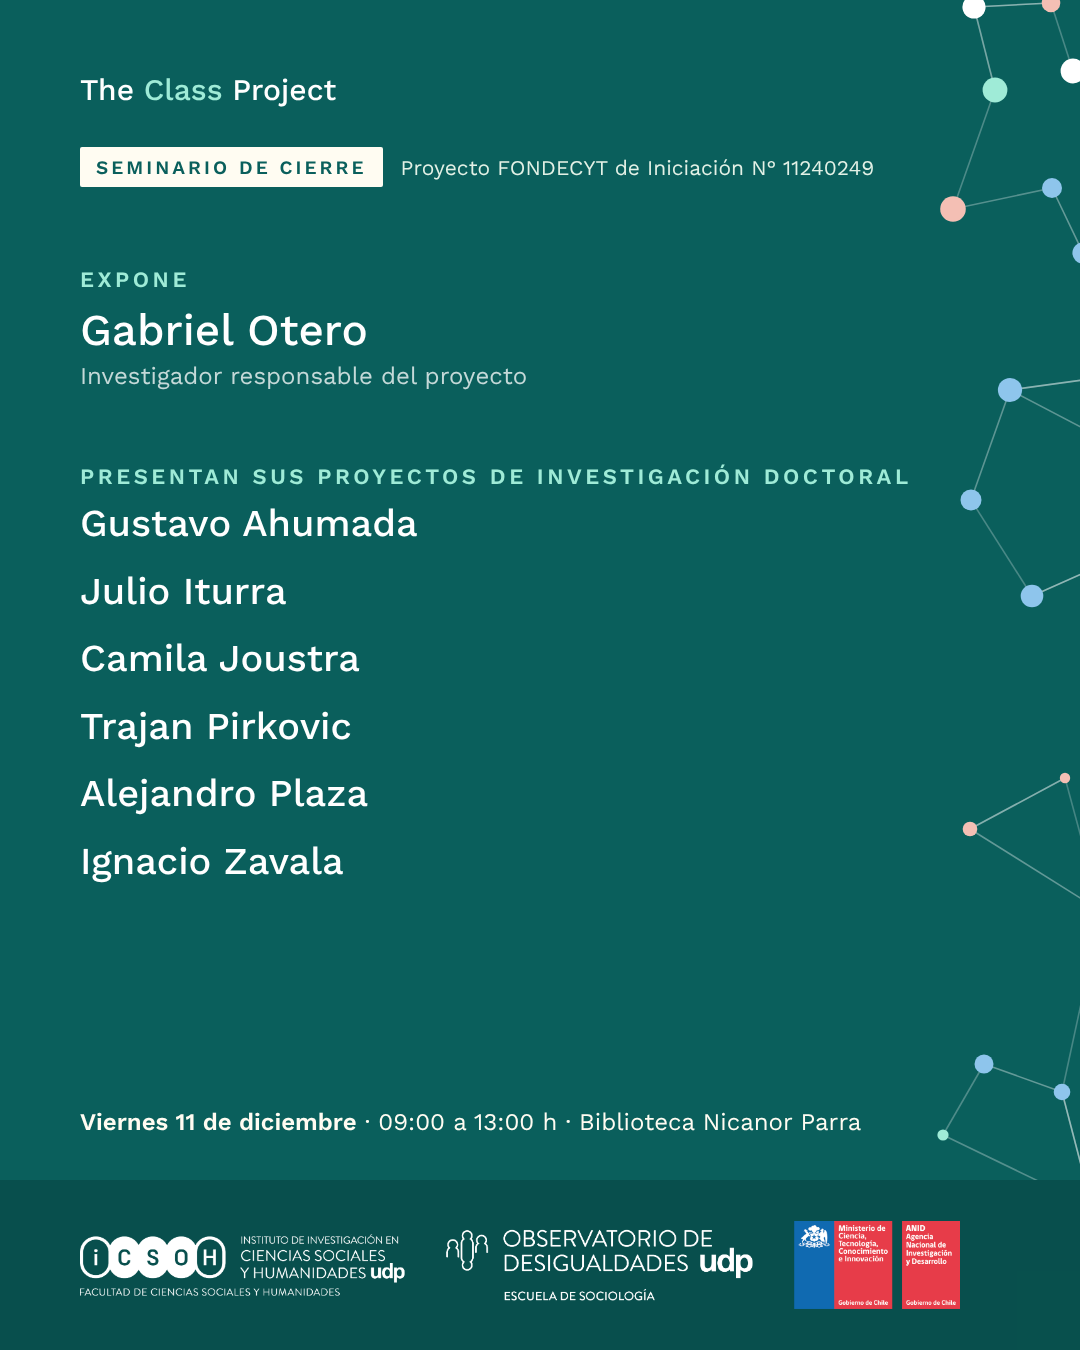 The Class Project
SEMINARIO DE CIERRE
Proyecto FONDECYT de Iniciación N° 11240249
EXPONE
Gabriel Otero
Investigador responsable del proyecto
PRESENTAN SUS PROYECTOS DE INVESTIGACIÓN DOCTORAL
Gustavo Ahumada
Julio Iturra
Camila Joustra
Trajan Pirkovic
Alejandro Plaza
Ignacio Zavala
Viernes 11 de diciembre · 09:00 a 13:00 h · Biblioteca Nicanor Parra
iCSOH
INSTITUTO DE INVESTIGACIÓN EN
CIENCIAS SOCIALES
Y HUMANIDADES udp
FACULTAD DE CIENCIAS SOCIALES Y HUMANIDADES
OBSERVATORIO DE
DESIGUALDADES udp
ESCUELA DE SOCIOLOGÍA
Ministerio de
Ciencia,
Tecnología,
Conocimiento
e Innovación
Gobierno de Chile
ANID
Agencia
Nacional de
Investigación
y Desarrollo
Gobierno de Chile